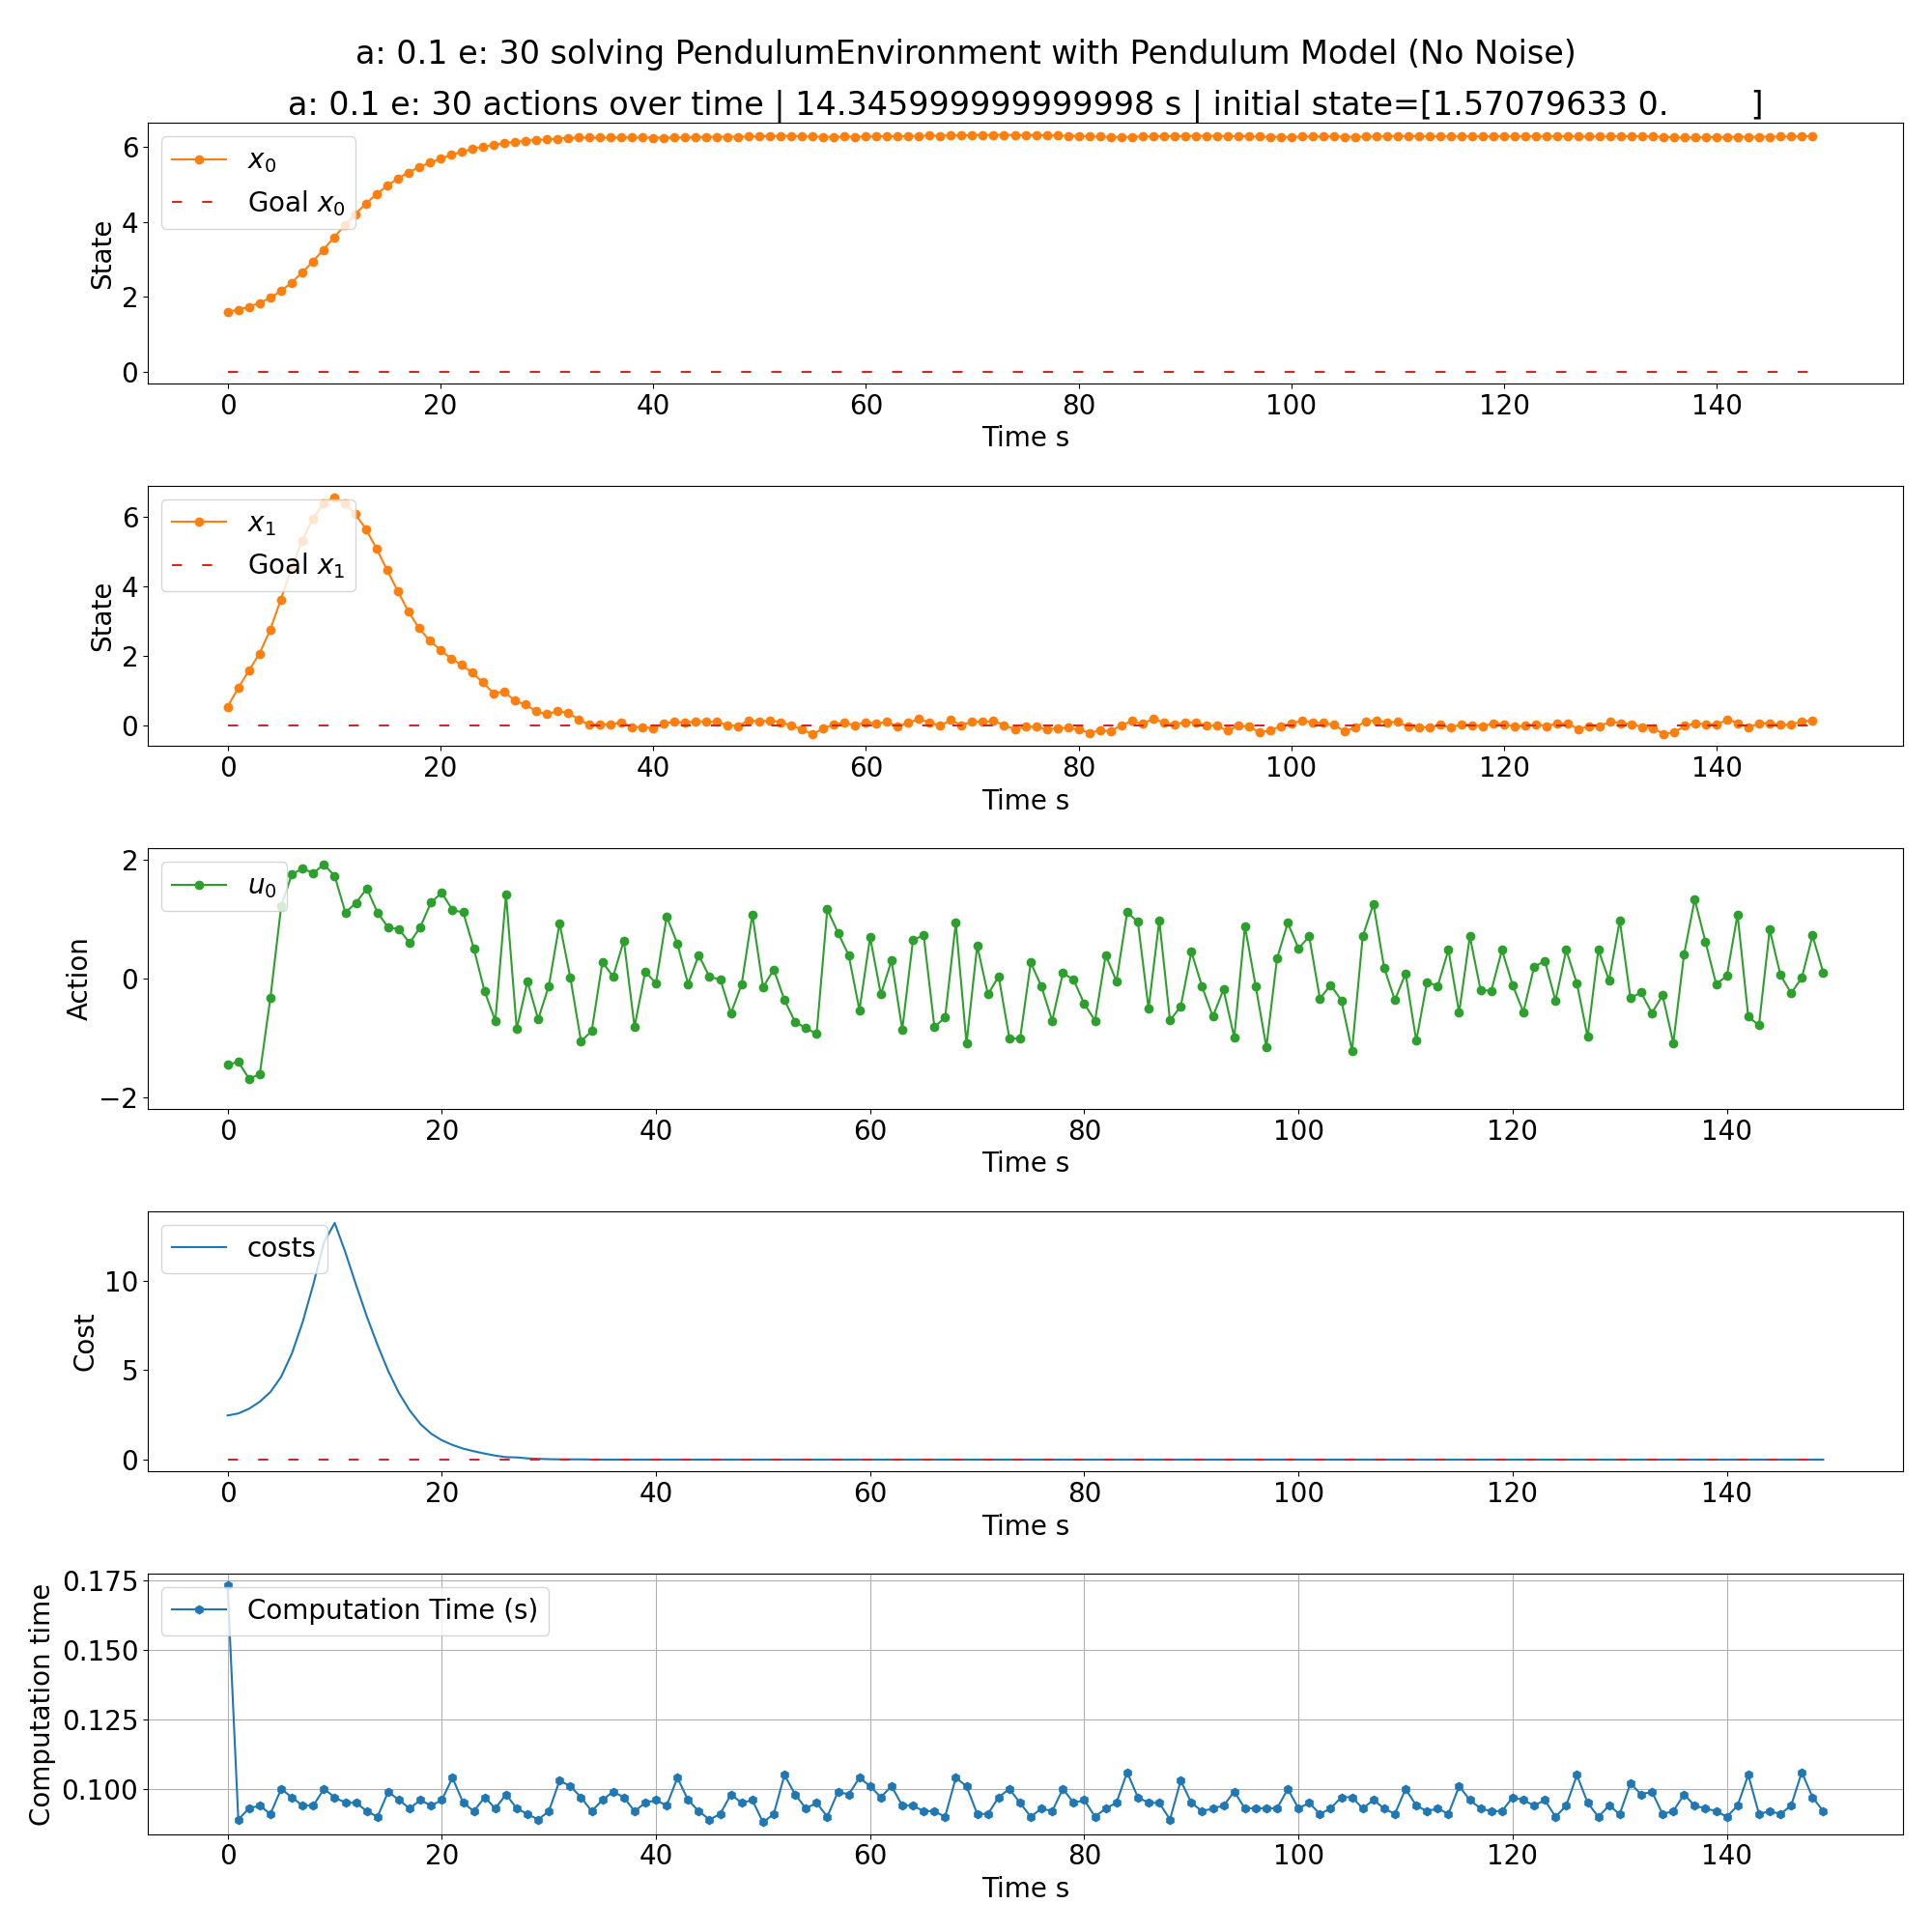 a: 0.1 e: 30 solving PendulumEnvironment with Pendulum Model (No Noise)
a: 0.1 e: 30 actions over time | 14.345999999999998 s | initial state=[1.57079633 0.        ]
x₀
Goal x₀
State
6
4
2
0
0 20 40 60 80 100 120 140
Time s
x₁
Goal x₁
State
6
4
2
0
0 20 40 60 80 100 120 140
Time s
u₀
Action
2
0
−2
0 20 40 60 80 100 120 140
Time s
costs
Cost
10
5
0
0 20 40 60 80 100 120 140
Time s
Computation Time (s)
Computation time
0.175
0.150
0.125
0.100
0 20 40 60 80 100 120 140
Time s